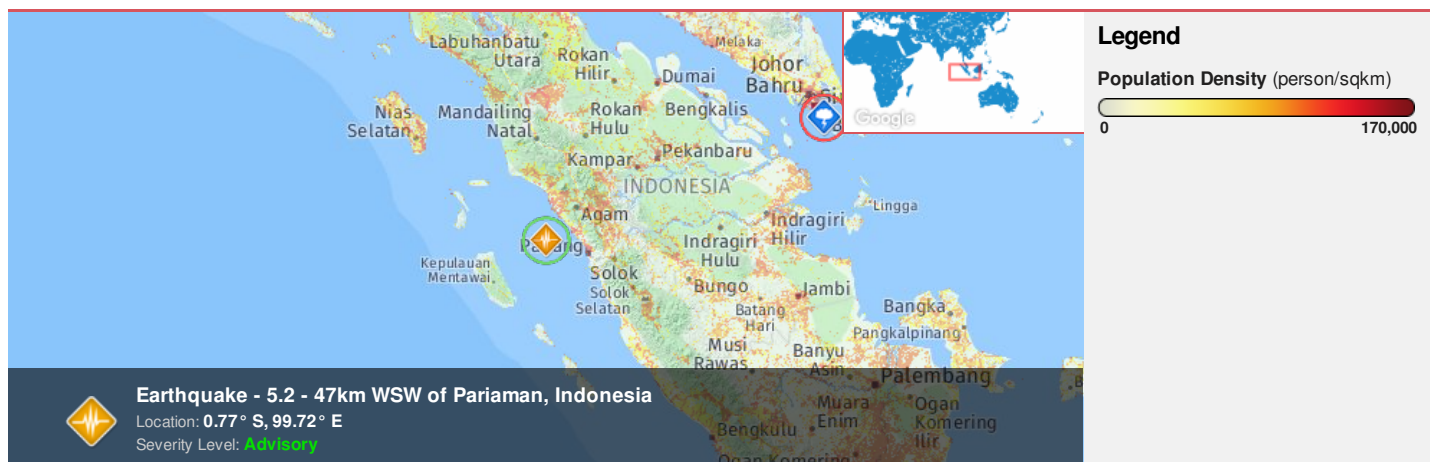 Melaka
Labuhanbatu
Utara
Rokan
Hilir
Johor
Bahru
Dumai
Google
Nias
Selatan
Mandailing
Natal
Rokan
Hulu
Bengkalis
Kampar
Pekanbaru
INDONESIA
Agam
Lingga
Indragiri
Hilir
Indragiri
Hulu
Kepulauan
Mentawai
Solok
Solok
Selatan
Bungo
Jambi
Batang
Hari
Bangka
Pangkalpinang
Musi
Rawas
Banyu
Asin
Palembang
Muara
Enim
Ogan
Komering
Ilir
Bengkulu
Ogan Komering
Earthquake - 5.2 - 47km WSW of Pariaman, Indonesia
Location: 0.77° S, 99.72° E
Severity Level: Advisory
Legend
Population Density (person/sqkm)
0
170,000